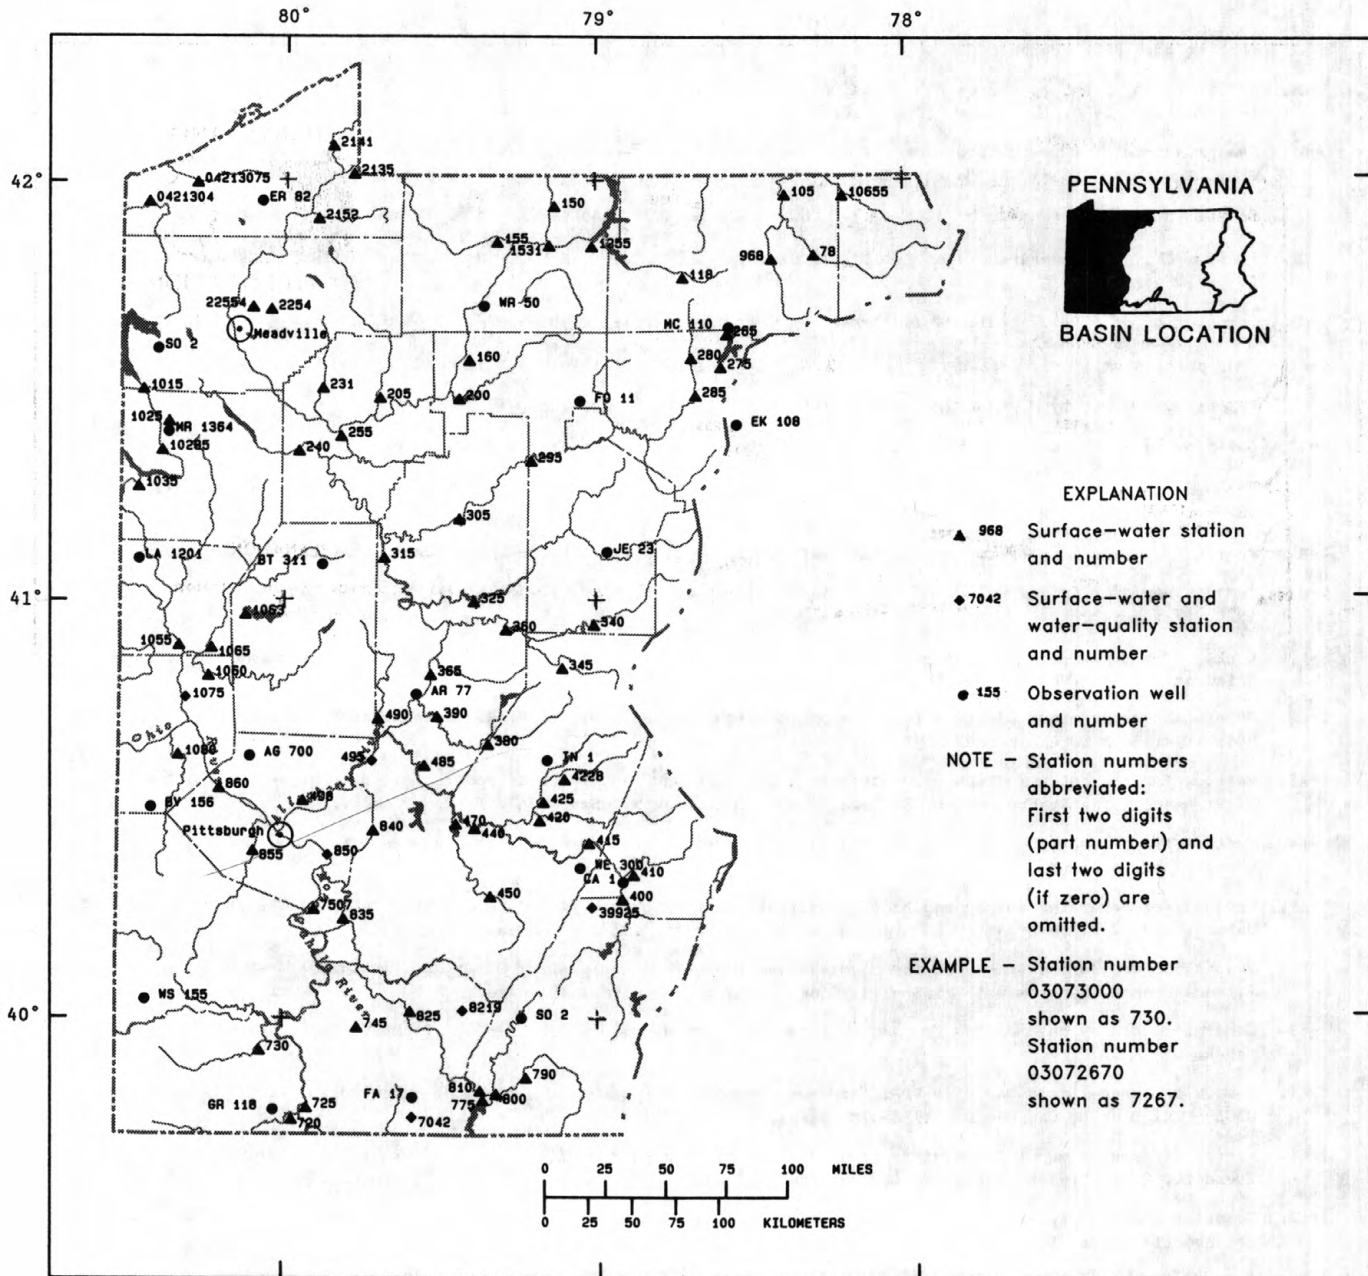 80° 79° 78°
42°
41°
40°
2141
2135
04213075
0421304
ER 82
2152
150
155
1531
1255
105
10655
968
78
118
22554
2254
Meadville
WR 50
SO 2
MC 110
265
280
275
160
1015
231
205
200
FO 11
285
EK 108
1025
MR 1364
10285
255
240
295
1035
305
LA 1201
BT 311
315
JE 23
1063
325
340
360
1055
1065
1060
345
365
AR 77
1075
490
390
Ohio
River
380
1080
AG 700
495
485
IN 1
4228
860
BV 156
498
425
Pittsburgh
840
470
440
420
415
855
850
WE 300
CA 1
410
450
400
39925
7507
835
River
WS 155
745
825
8219
SO 2
730
790
810
800
GR 118
725
FA 17
775
720
7042
0 25 50 75 100 MILES
0 25 50 75 100 KILOMETERS
PENNSYLVANIA
BASIN LOCATION
EXPLANATION
968 Surface-water station
and number
7042 Surface-water and
water-quality station
and number
155 Observation well
and number
NOTE - Station numbers
abbreviated:
First two digits
(part number) and
last two digits
(if zero) are
omitted.
EXAMPLE - Station number
03073000
shown as 730.
Station number
03072670
shown as 7267.